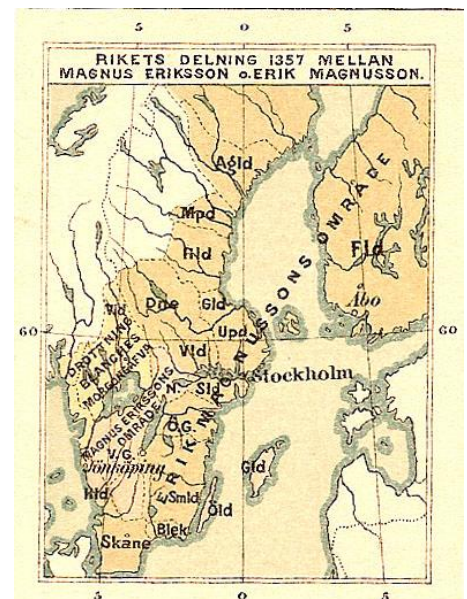 5 0 5
RIKETS DELNING 1357 MELLAN
MAGNUS ERIKSSON o. ERIK MAGNUSSON.
Agld
Mpd
Hld
Fld
Åbo
Vld
Dne
Gld
Upd
60
60
V!ld
DROTTNING
BLANCHES
MORGONGÅFVA
N.
Sld
Stockholm
MAGNUS ERIKSSONS
OMRÅDE
V.G.
Ö.G.
Jönköping
ERIK MAGNUSSONS OMRÅDE
Gld
Hld
Smld
Öld
Blek
Skåne
5 0 5